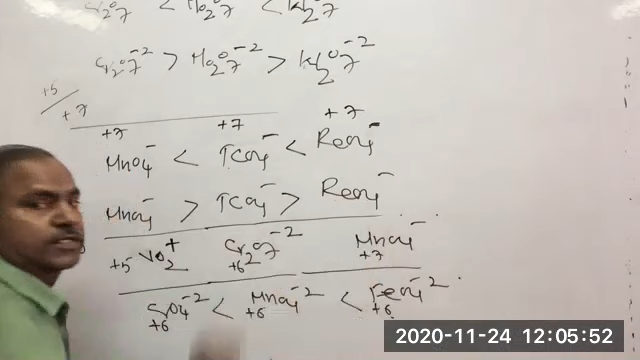 Cr₂O₇ < Mo₂O₇ < W₂O₇
Cr₂O₇⁻² > Mo₂O₇⁻² > W₂O₇⁻²
+5 / +7
+7 +7 +7
MnO₄⁻ < TcO₄⁻ < ReO₄⁻
MnO₄⁻ > TcO₄⁻ > ReO₄⁻
VO₂⁺ Cr₂O₇⁻² MnO₄⁻
+5 +6 +7
CrO₄⁻² < MnO₄⁻² < FeO₄⁻²
+6 +6 +6
2020-11-24 12:05:52